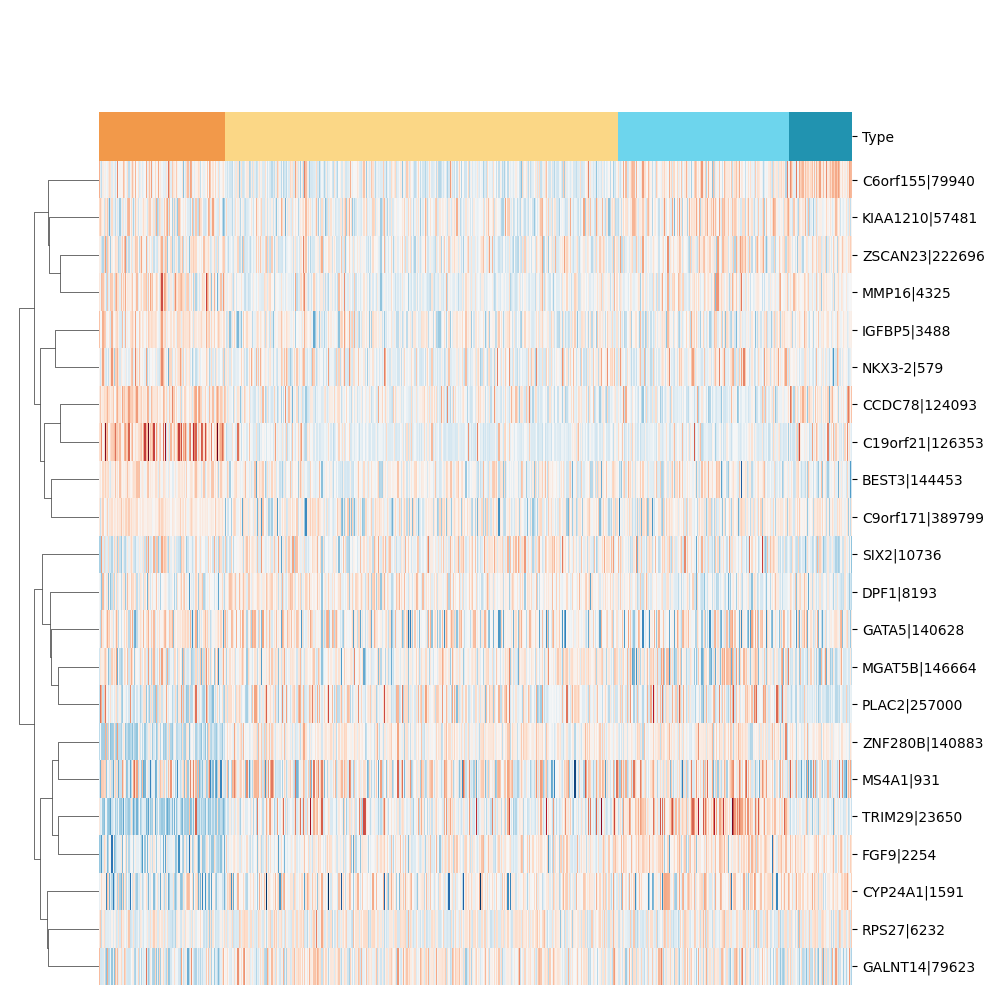 Type
C6orf155|79940
KIAA1210|57481
ZSCAN23|222696
MMP16|4325
IGFBP5|3488
NKX3-2|579
CCDC78|124093
C19orf21|126353
BEST3|144453
C9orf171|389799
SIX2|10736
DPF1|8193
GATA5|140628
MGAT5B|146664
PLAC2|257000
ZNF280B|140883
MS4A1|931
TRIM29|23650
FGF9|2254
CYP24A1|1591
RPS27|6232
GALNT14|79623